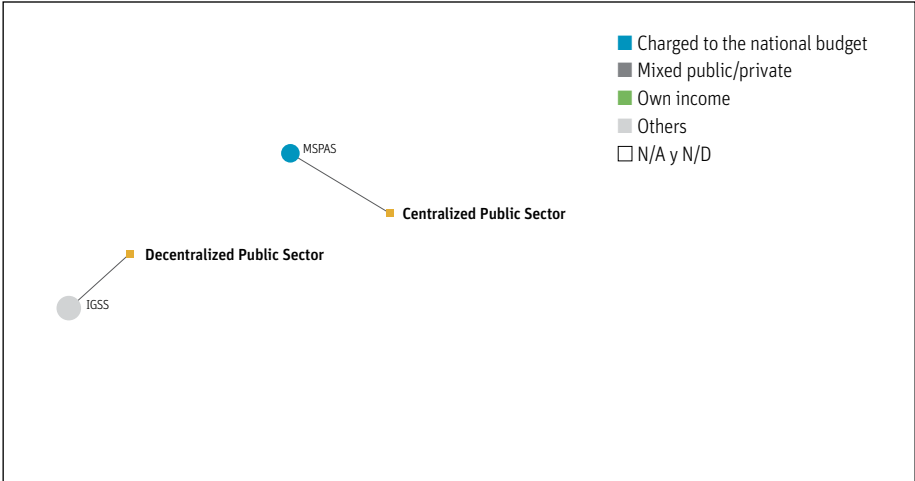 Charged to the national budget
Mixed public/private
Own income
Others
N/A y N/D
MSPAS
Centralized Public Sector
Decentralized Public Sector
IGSS